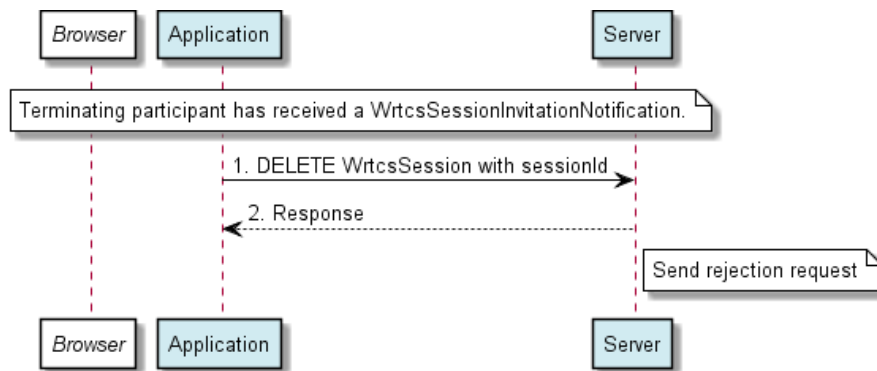 Browser
Application
Server
Terminating participant has received a WrtcsSessionInvitationNotification.
1. DELETE WrtcsSession with sessionId
2. Response
Send rejection request
Browser
Application
Server